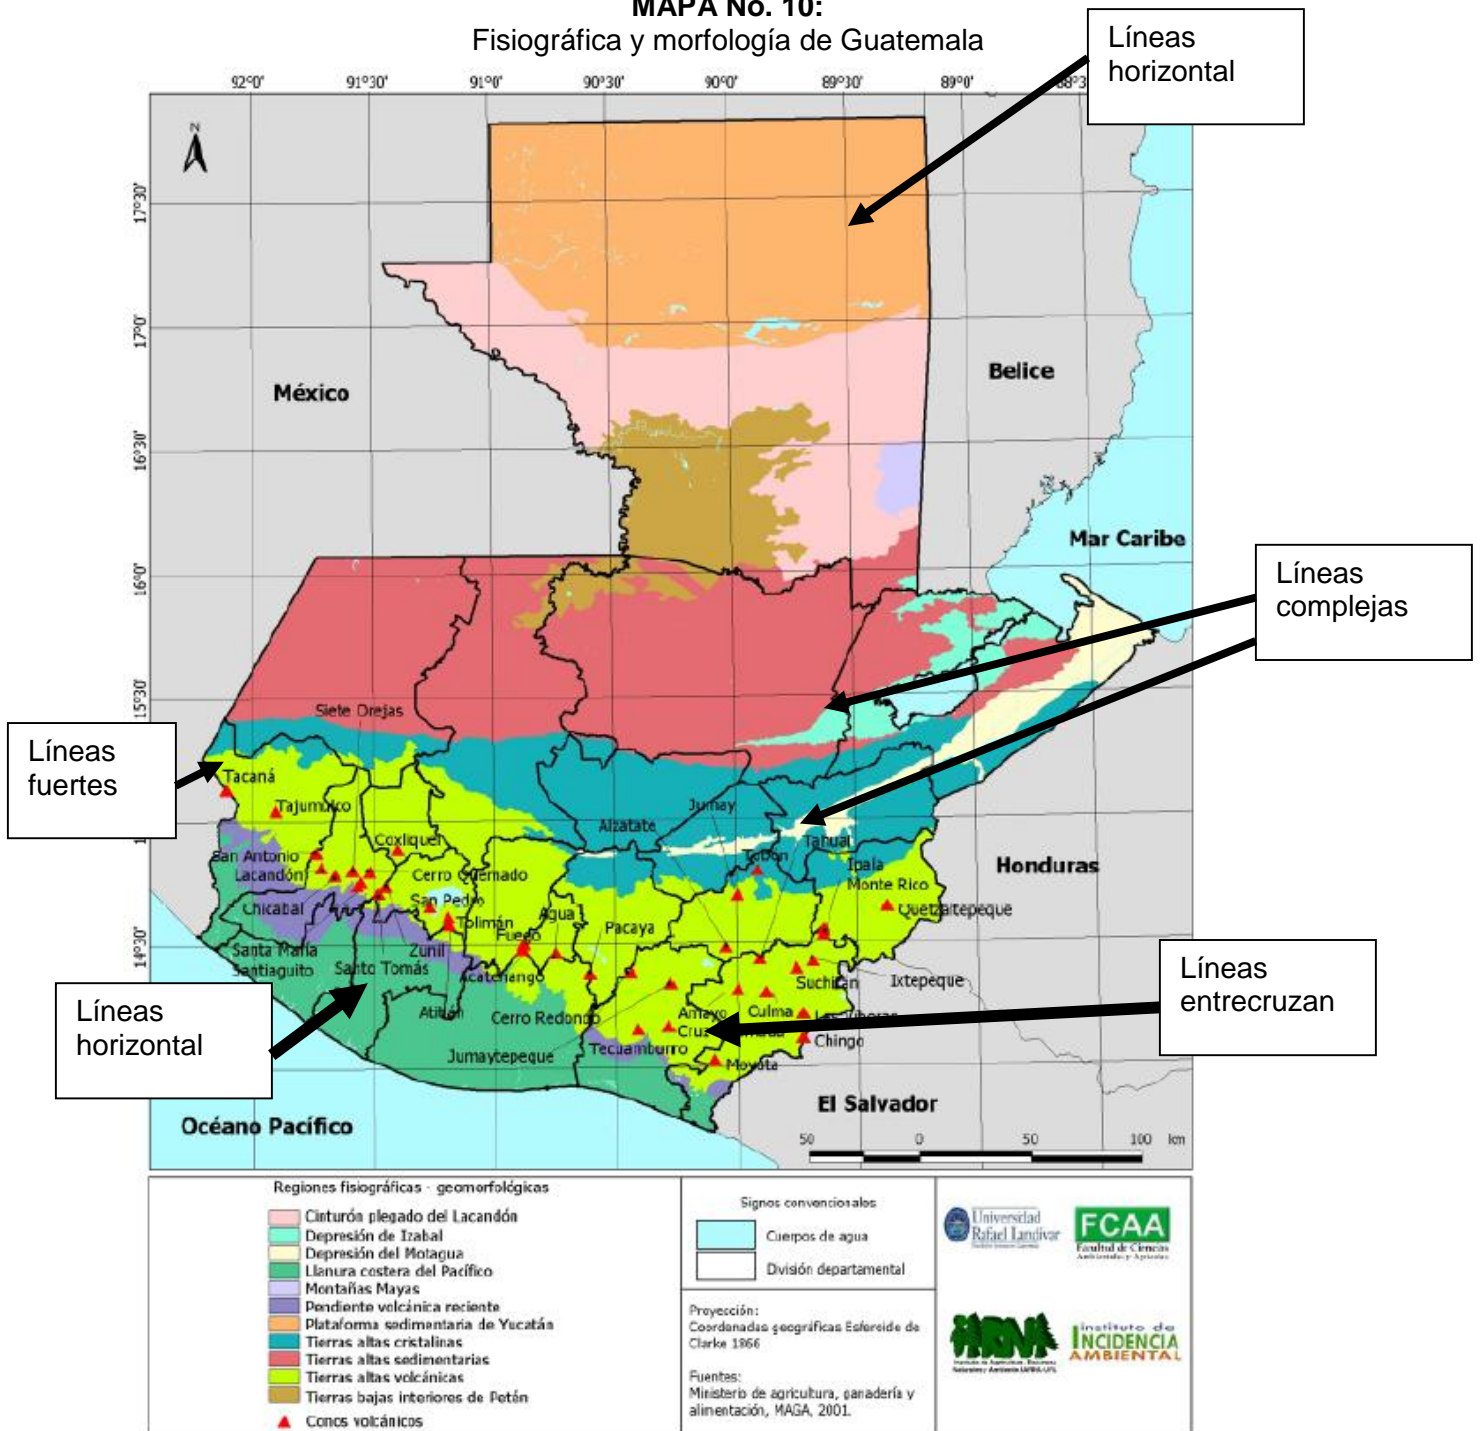 MAPA No. 10:
Fisiográfica y morfología de Guatemala
Líneas
horizontal
92°0'
91°30'
91°0'
90°30'
90°0'
89°30'
89°0'
88°3
N
17°30'
17°0'
16°30'
16°0'
15°30'
14°30'
México
Belice
Mar Caribe
Líneas
complejas
Líneas
fuertes
Siete Orejas
Tacaná
Tajumulco
Jumay
Alzatate
Coxliquel
Tobón
Tahual
San Antonio
Lacandón
Cerro Quemado
Ipala
Monte Rico
Honduras
Chicabal
San Pedro
Quetzaltepeque
Tolimán
Agua
Fuego
Pacaya
Santa María
Santiaguito
Zunil
Santo Tomás
Acatenango
Suchitán
Ixtepeque
Líneas
entrecruzan
Líneas
horizontal
Atitlán
Cerro Redondo
Amayo
Culma
Cruz
Chingo
Jumaytepeque
Tecuamburro
Moyuta
El Salvador
Océano Pacífico
50 0 50 100 km
Regiones fisiográficas - geomorfológicas
Cinturón plegado del Lacandón
Depresión de Izabal
Depresión del Motagua
Llanura costera del Pacífico
Montañas Mayas
Pendiente volcánica reciente
Plataforma sedimentaria de Yucatán
Tierras altas cristalinas
Tierras altas sedimentarias
Tierras altas volcánicas
Tierras bajas interiores de Petén
Conos volcánicos
Signos convencionales
Cuerpos de agua
División departamental
Proyección:
Coordenadas geográficas Esferoide de
Clarke 1866
Fuentes:
Ministerio de agricultura, ganadería y
alimentación, MAGA, 2001.
Universidad
Rafael Landívar
FCAA
Facultad de Ciencias
Ambientales y Agrícolas
IARNA
Instituto de
INCIDENCIA
AMBIENTAL